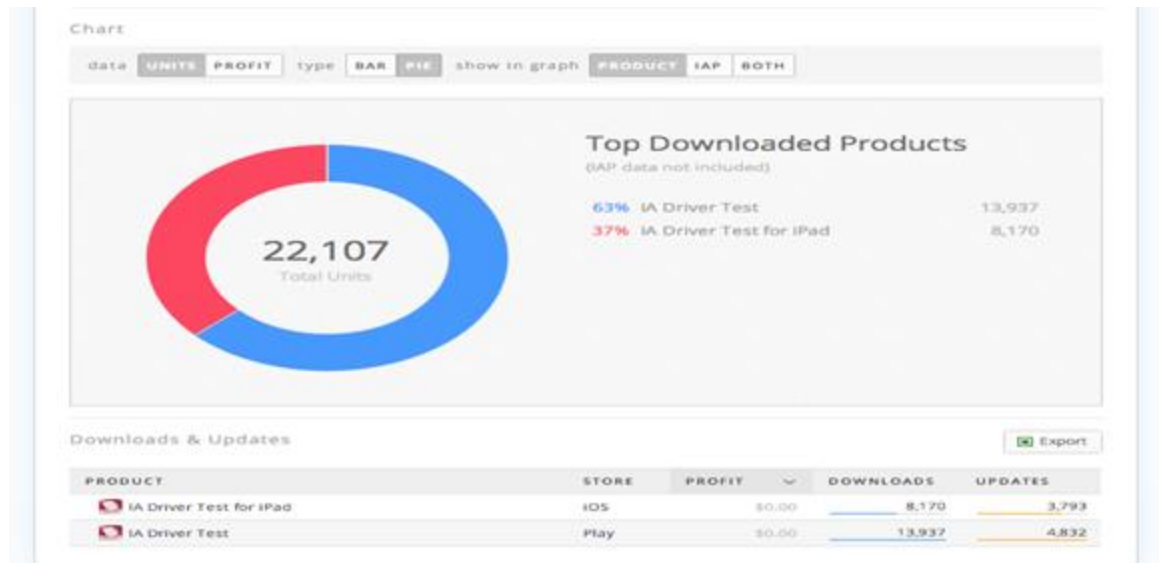 Chart
data UNITS PROFIT type BAR PIE show in graph PRODUCT IAP BOTH
Top Downloaded Products
(IAP data not included)
63% IA Driver Test 13,937
37% IA Driver Test for iPad 8,170
22,107
Total Units
Downloads & Updates Export
PRODUCT STORE PROFIT DOWNLOADS UPDATES
IA Driver Test for iPad iOS $0.00 8,170 3,793
IA Driver Test Play $0.00 13,937 4,832